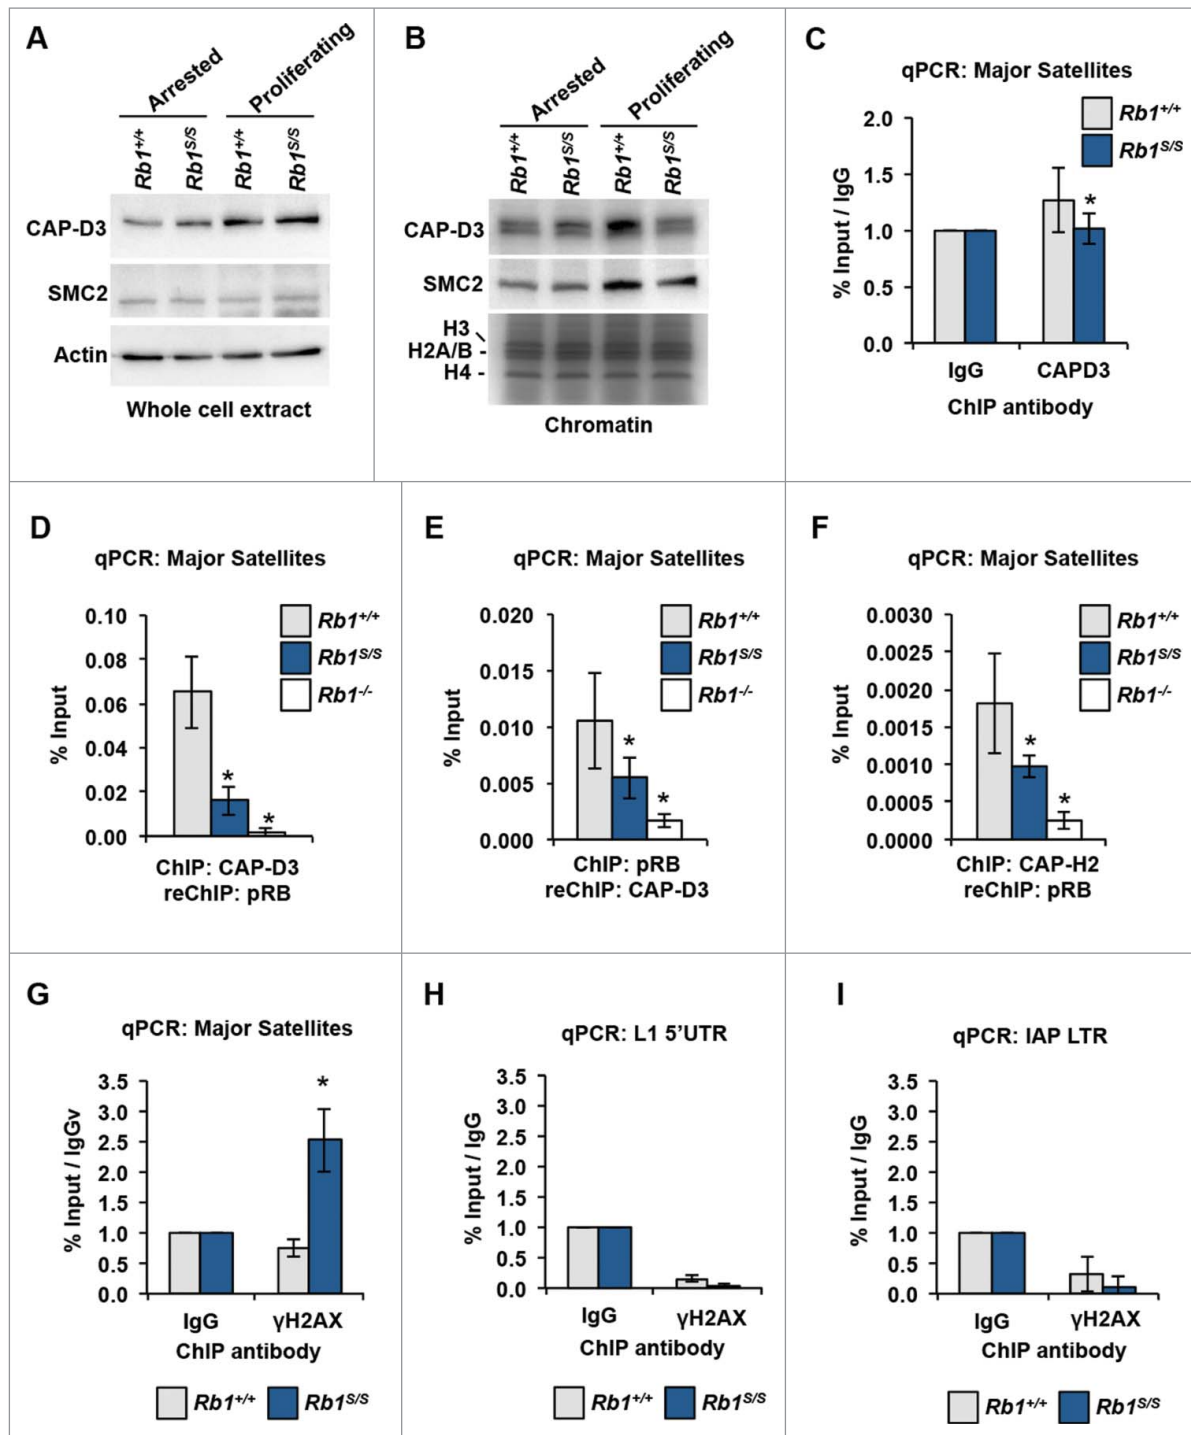 A
Arrested
Proliferating
Rb1+/+
Rb1S/S
Rb1+/+
Rb1S/S
CAP-D3
SMC2
Actin
Whole cell extract
B
Arrested
Proliferating
Rb1+/+
Rb1S/S
Rb1+/+
Rb1S/S
CAP-D3
SMC2
H3
H2A/B -
H4 -
Chromatin
C
qPCR: Major Satellites
Rb1+/+
Rb1S/S
% Input / IgG
2.0
1.5
1.0
0.5
0.0
*
IgG CAPD3
ChIP antibody
D
qPCR: Major Satellites
Rb1+/+
Rb1S/S
Rb1-/-
% Input
0.10
0.08
0.06
0.04
0.02
0.00
*
*
ChIP: CAP-D3
reChIP: pRB
E
qPCR: Major Satellites
Rb1+/+
Rb1S/S
Rb1-/-
% Input
0.020
0.015
0.010
0.005
0.000
*
*
ChIP: pRB
reChIP: CAP-D3
F
qPCR: Major Satellites
Rb1+/+
Rb1S/S
Rb1-/-
% Input
0.0030
0.0025
0.0020
0.0015
0.0010
0.0005
0.0000
*
*
ChIP: CAP-H2
reChIP: pRB
G
qPCR: Major Satellites
% Input / IgGv
3.5
3.0
2.5
2.0
1.5
1.0
0.5
0.0
*
IgG γH2AX
ChIP antibody
Rb1+/+ Rb1S/S
H
qPCR: L1 5’UTR
% Input / IgG
3.5
3.0
2.5
2.0
1.5
1.0
0.5
0.0
IgG γH2AX
ChIP antibody
Rb1+/+ Rb1S/S
I
qPCR: IAP LTR
% Input / IgG
3.5
3.0
2.5
2.0
1.5
1.0
0.5
0.0
IgG γH2AX
ChIP antibody
Rb1+/+ Rb1S/S